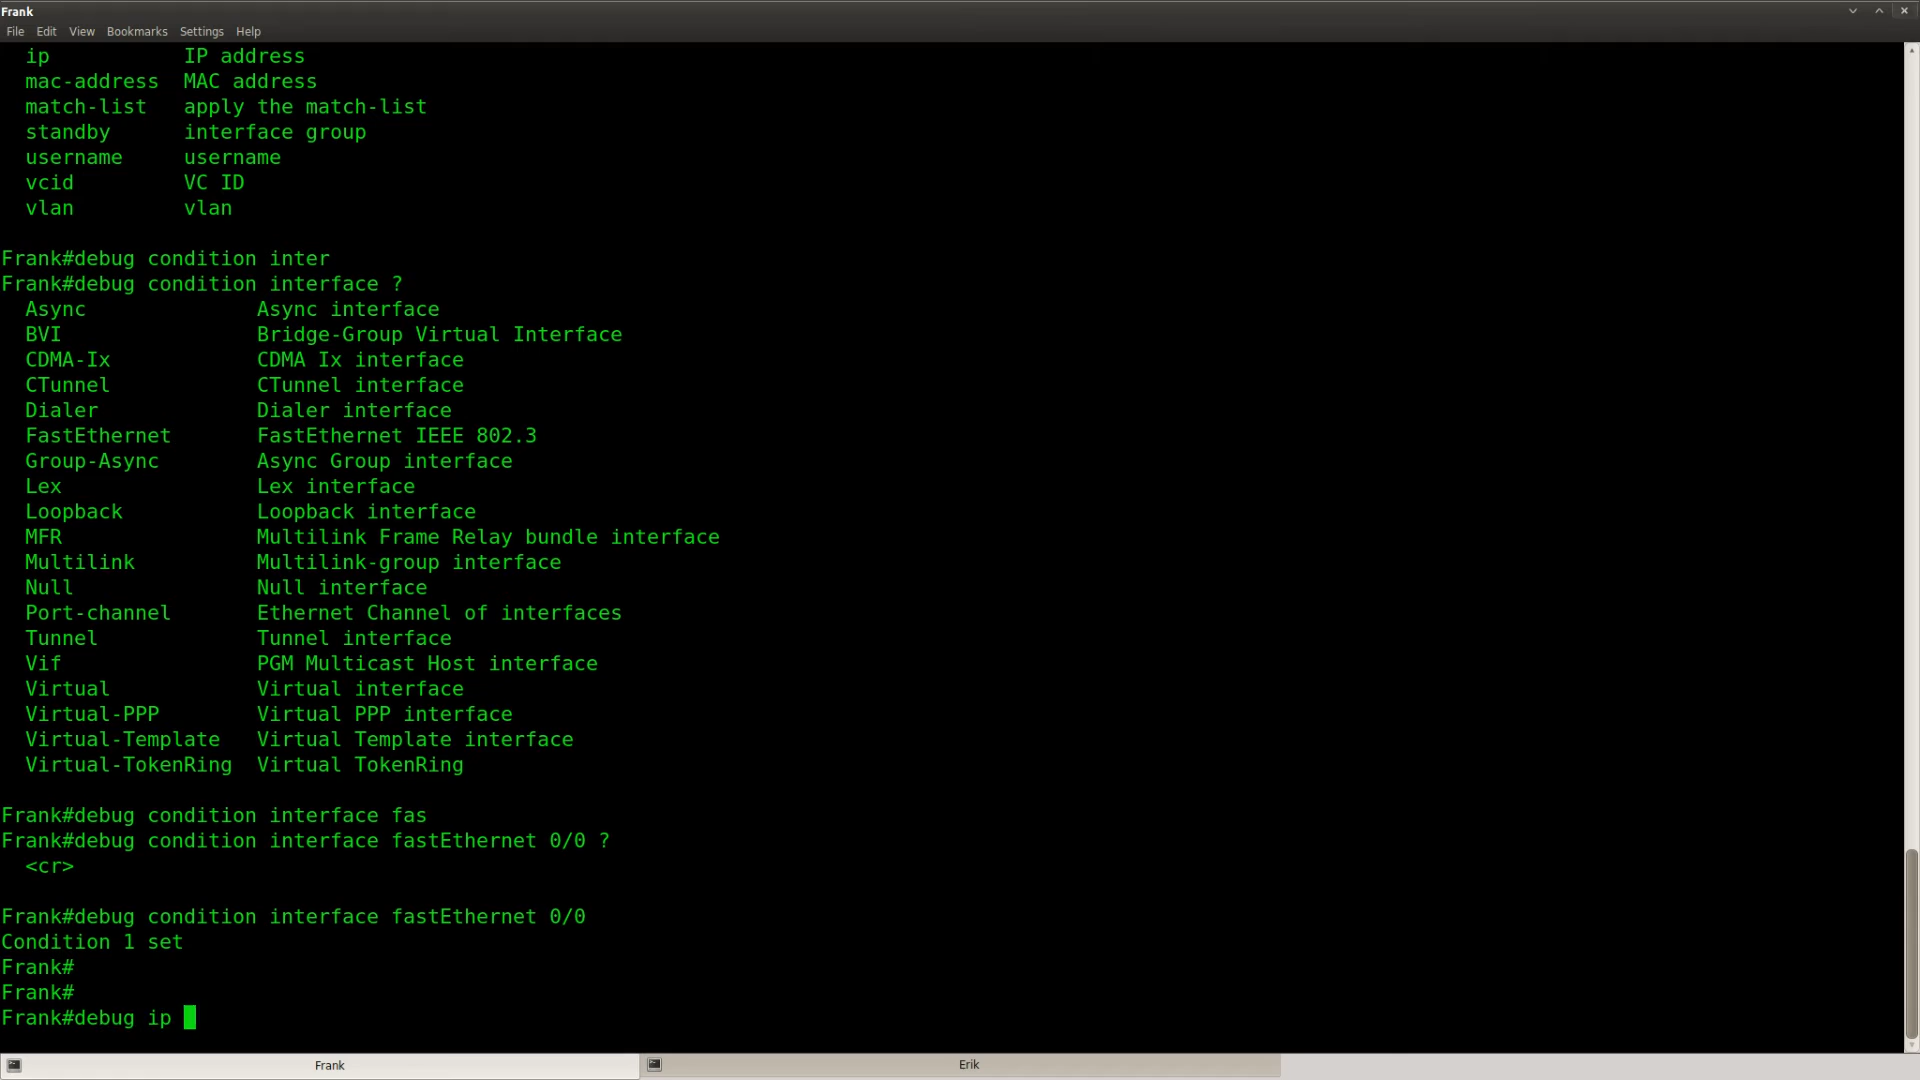 Frank
File Edit View Bookmarks Settings Help
ip IP address
mac-address MAC address
match-list apply the match-list
standby interface group
username username
vcid VC ID
vlan vlan
Frank#debug condition inter
Frank#debug condition interface ?
Async Async interface
BVI Bridge-Group Virtual Interface
CDMA-Ix CDMA Ix interface
CTunnel CTunnel interface
Dialer Dialer interface
FastEthernet FastEthernet IEEE 802.3
Group-Async Async Group interface
Lex Lex interface
Loopback Loopback interface
MFR Multilink Frame Relay bundle interface
Multilink Multilink-group interface
Null Null interface
Port-channel Ethernet Channel of interfaces
Tunnel Tunnel interface
Vif PGM Multicast Host interface
Virtual Virtual interface
Virtual-PPP Virtual PPP interface
Virtual-Template Virtual Template interface
Virtual-TokenRing Virtual TokenRing
Frank#debug condition interface fas
Frank#debug condition interface fastEthernet 0/0 ?
<cr>
Frank#debug condition interface fastEthernet 0/0
Condition 1 set
Frank#
Frank#
Frank#debug ip
Frank Erik